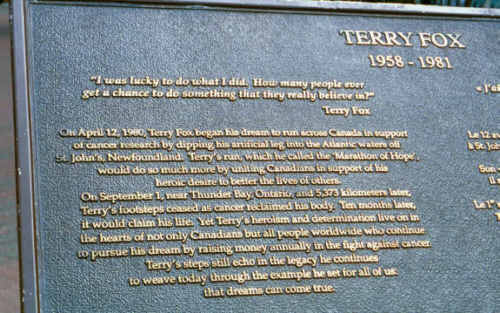 TERRY FOX
1958 - 1981
"I was lucky to do what I did. How many people ever
get a chance to do something that they really believe in?"
Terry Fox
On April 12, 1980, Terry Fox began his dream to run across Canada in support
of cancer research by dipping his artificial leg into the Atlantic waters off
St. John's, Newfoundland. Terry's run, which he called the 'Marathon of Hope',
would do so much more by uniting Canadians in support of his
heroic desire to better the lives of others.
On September 1, near Thunder Bay, Ontario, and 5,373 kilometers later,
Terry's footsteps ceased as cancer reclaimed his body. Ten months later,
it would claim his life. Yet Terry's heroism and determination live on in
the hearts of not only Canadians but all people worldwide who continue
to pursue his dream by raising money annually in the fight against cancer.
Terry's steps still echo in the legacy he continues
to weave today through the example he set for all of us:
that dreams can come true.
« J'ai
Le 12
à St. Jo
Son
Le 1